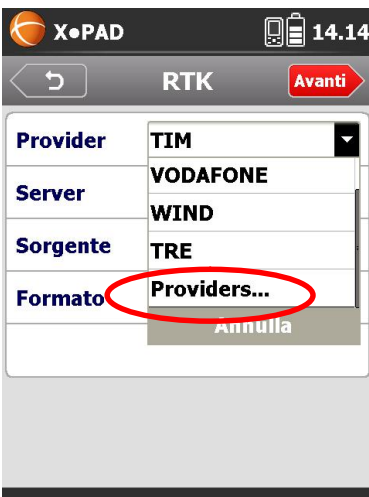 X•PAD 14.14
RTK Avanti
Provider TIM
VODAFONE
Server
WIND
Sorgente TRE
Formato Providers...
Annulla